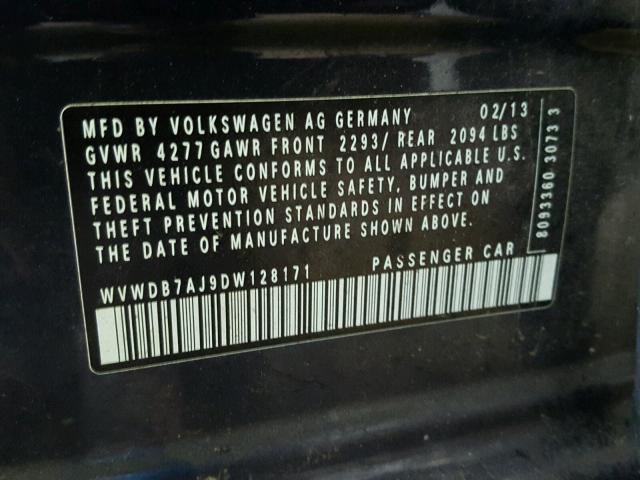 MFD BY VOLKSWAGEN AG GERMANY 02/13
GVWR 4277 GAWR FRONT 2293/ REAR 2094 LBS
THIS VEHICLE CONFORMS TO ALL APPLICABLE U.S.
FEDERAL MOTOR VEHICLE SAFETY, BUMPER AND
THEFT PREVENTION STANDARDS IN EFFECT ON
THE DATE OF MANUFACTURE SHOWN ABOVE.
WVWDB7AJ9DW128171 PASSENGER CAR
8093360 3073 3